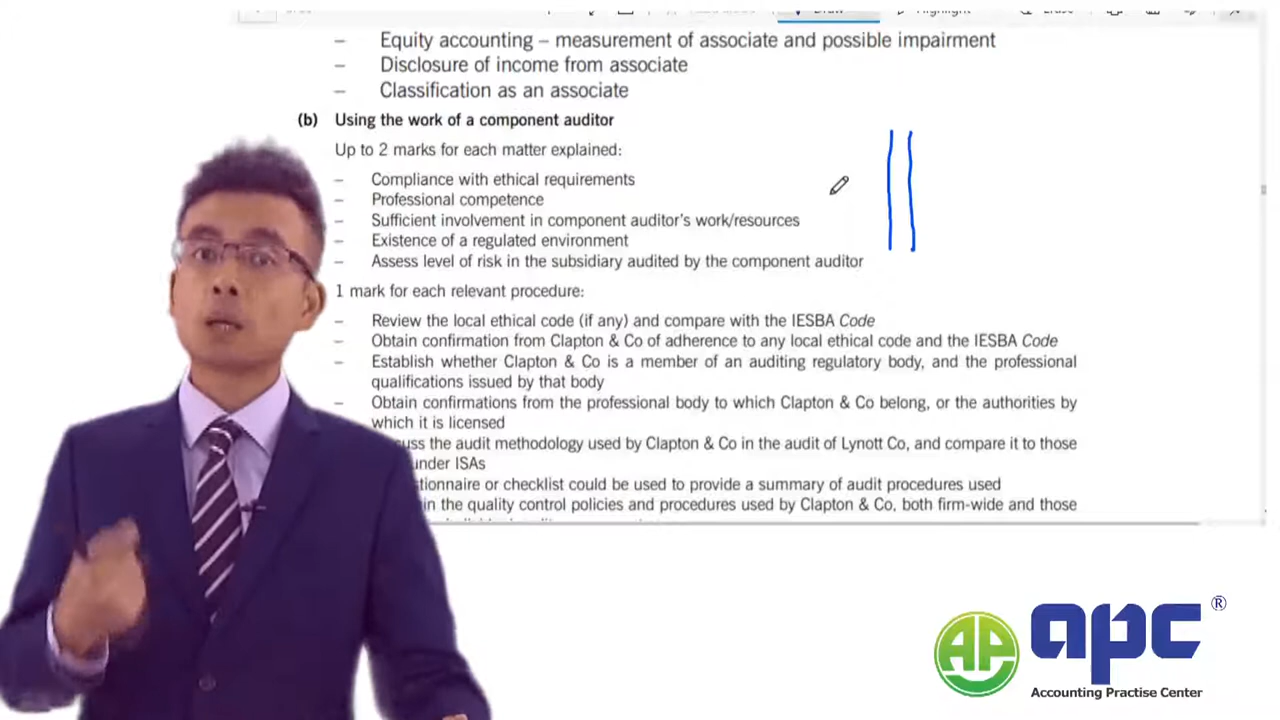 – Equity accounting – measurement of associate and possible impairment
– Disclosure of income from associate
– Classification as an associate
(b) Using the work of a component auditor
Up to 2 marks for each matter explained:
– Compliance with ethical requirements
– Professional competence
– Sufficient involvement in component auditor's work/resources
– Existence of a regulated environment
– Assess level of risk in the subsidiary audited by the component auditor
1 mark for each relevant procedure:
– Review the local ethical code (if any) and compare with the IESBA Code
– Obtain confirmation from Clapton & Co of adherence to any local ethical code and the IESBA Code
– Establish whether Clapton & Co is a member of an auditing regulatory body, and the professional
qualifications issued by that body
– Obtain confirmations from the professional body to which Clapton & Co belong, or the authorities by
which it is licensed
the audit methodology used by Clapton & Co in the audit of Lynott Co, and compare it to those
under ISAs
or checklist could be used to provide a summary of audit procedures used
the quality control policies and procedures used by Clapton & Co, both firm-wide and those
AP
apc®
Accounting Practise Center